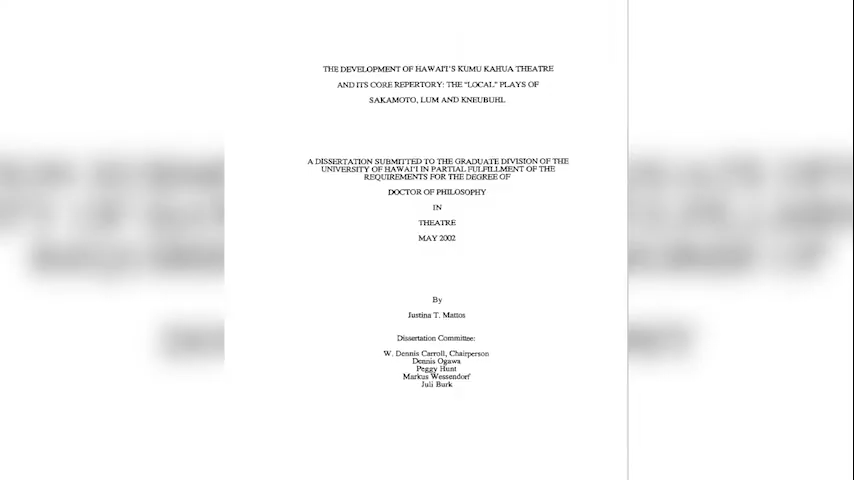 THE DEVELOPMENT OF HAWAI'I'S KUMU KAHUA THEATRE
AND ITS CORE REPERTORY: THE "LOCAL" PLAYS OF
SAKAMOTO, LUM AND KNEUBUHL
A DISSERTATION SUBMITTED TO THE GRADUATE DIVISION OF THE
UNIVERSITY OF HAWAI'I IN PARTIAL FULFILLMENT OF THE
REQUIREMENTS FOR THE DEGREE OF
DOCTOR OF PHILOSOPHY
IN
THEATRE
MAY 2002
By
Justina T. Mattos
Dissertation Committee:
W. Dennis Carroll, Chairperson
Dennis Ogawa
Peggy Hunt
Markus Wessendorf
Juli Burk